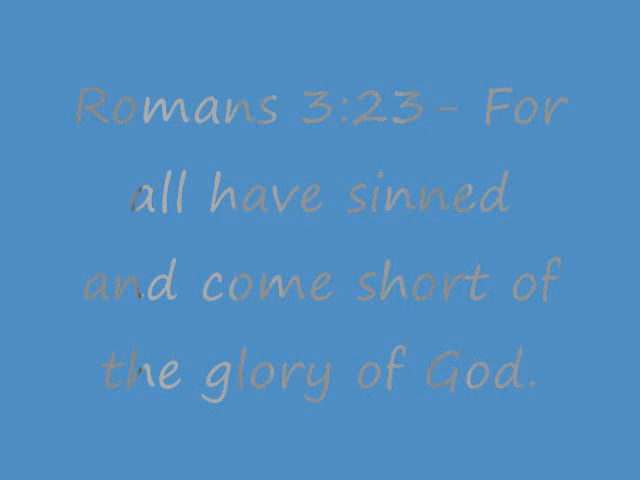 Romans 3:23 - For
all have sinned
and come short of
the glory of God.